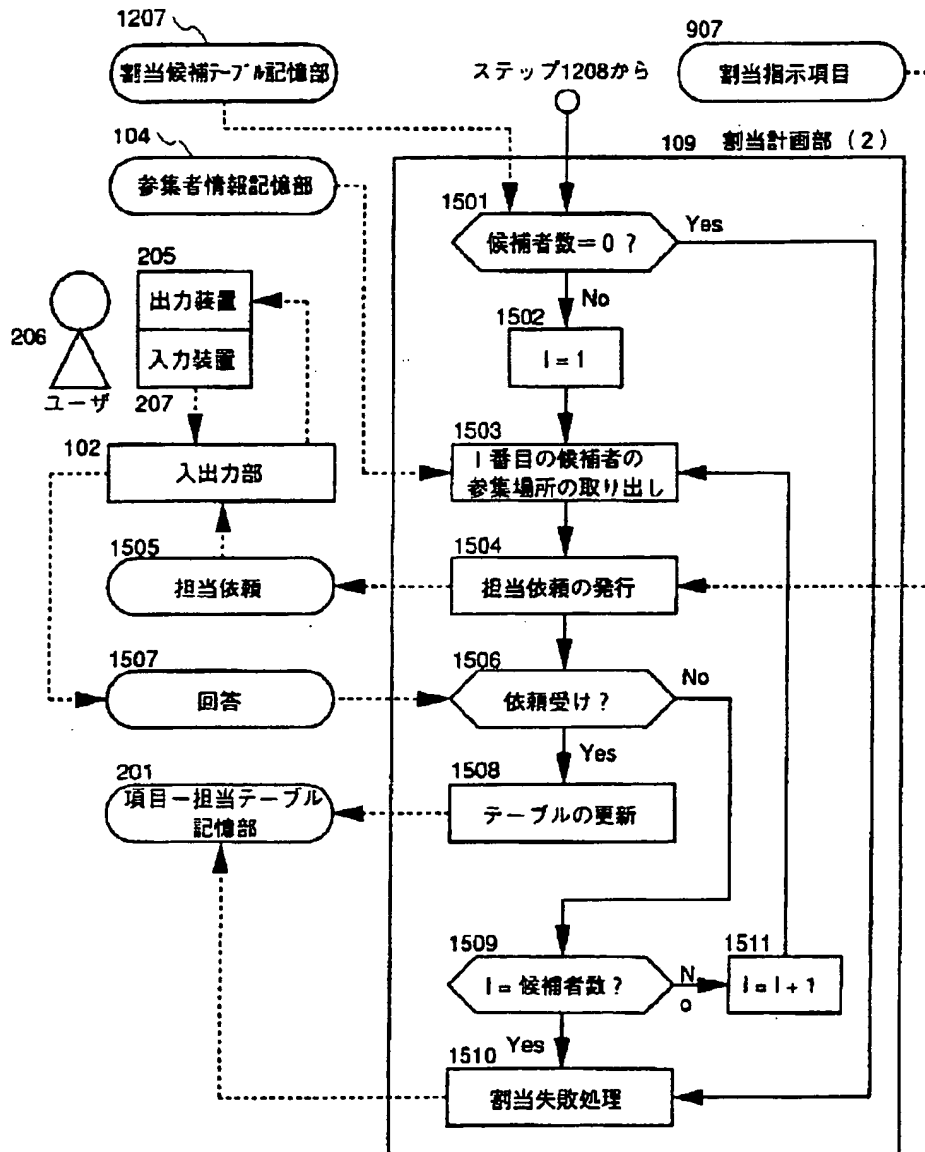 1207
割当候補テーブル記憶部
ステップ1208から
907
割当指示項目
104
参集者情報記憶部
109 割当計画部（2）
1501
候補者数=0？
Yes
No
205
出力装置
206
入力装置
ユーザ
207
1502
I=1
102
入出力部
1503
I番目の候補者の
参集場所の取り出し
1505
担当依頼
1504
担当依頼の発行
1507
回答
1506
依頼受け？
No
Yes
201
項目－担当テーブル
記憶部
1508
テーブルの更新
1509
I=候補者数？
No
1511
I=I+1
Yes
1510
割当失敗処理